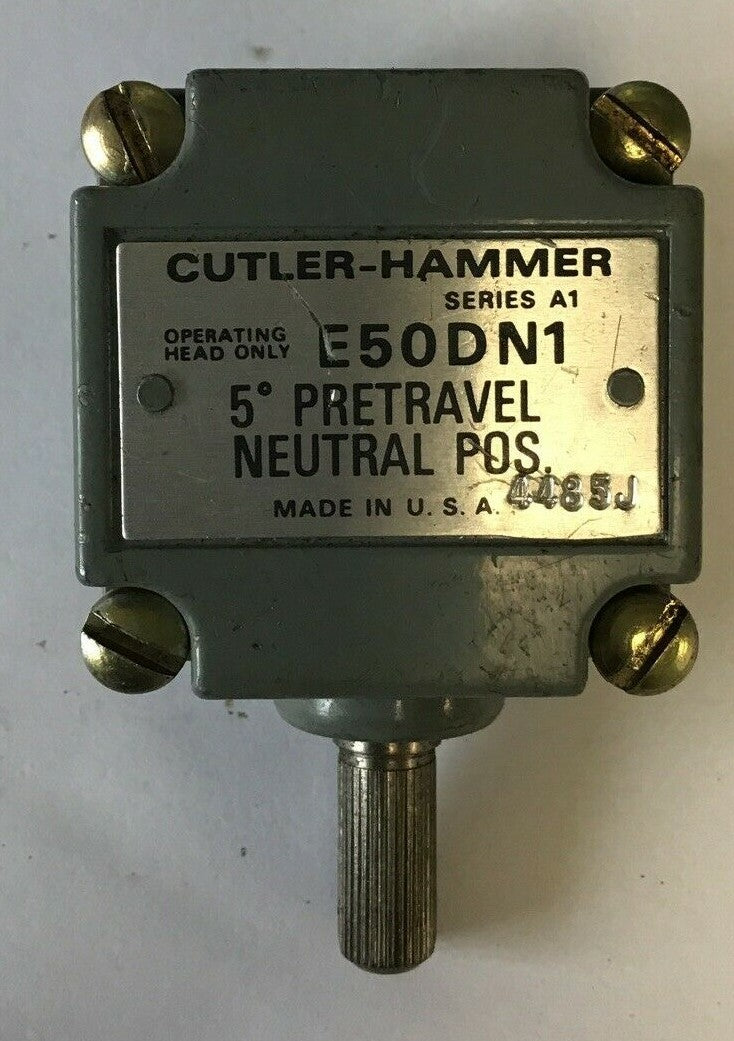 CUTLER-HAMMER
SERIES A1
OPERATING HEAD ONLY E50DN1
5° PRETRAVEL
NEUTRAL POS.
MADE IN U. S. A. 4485J